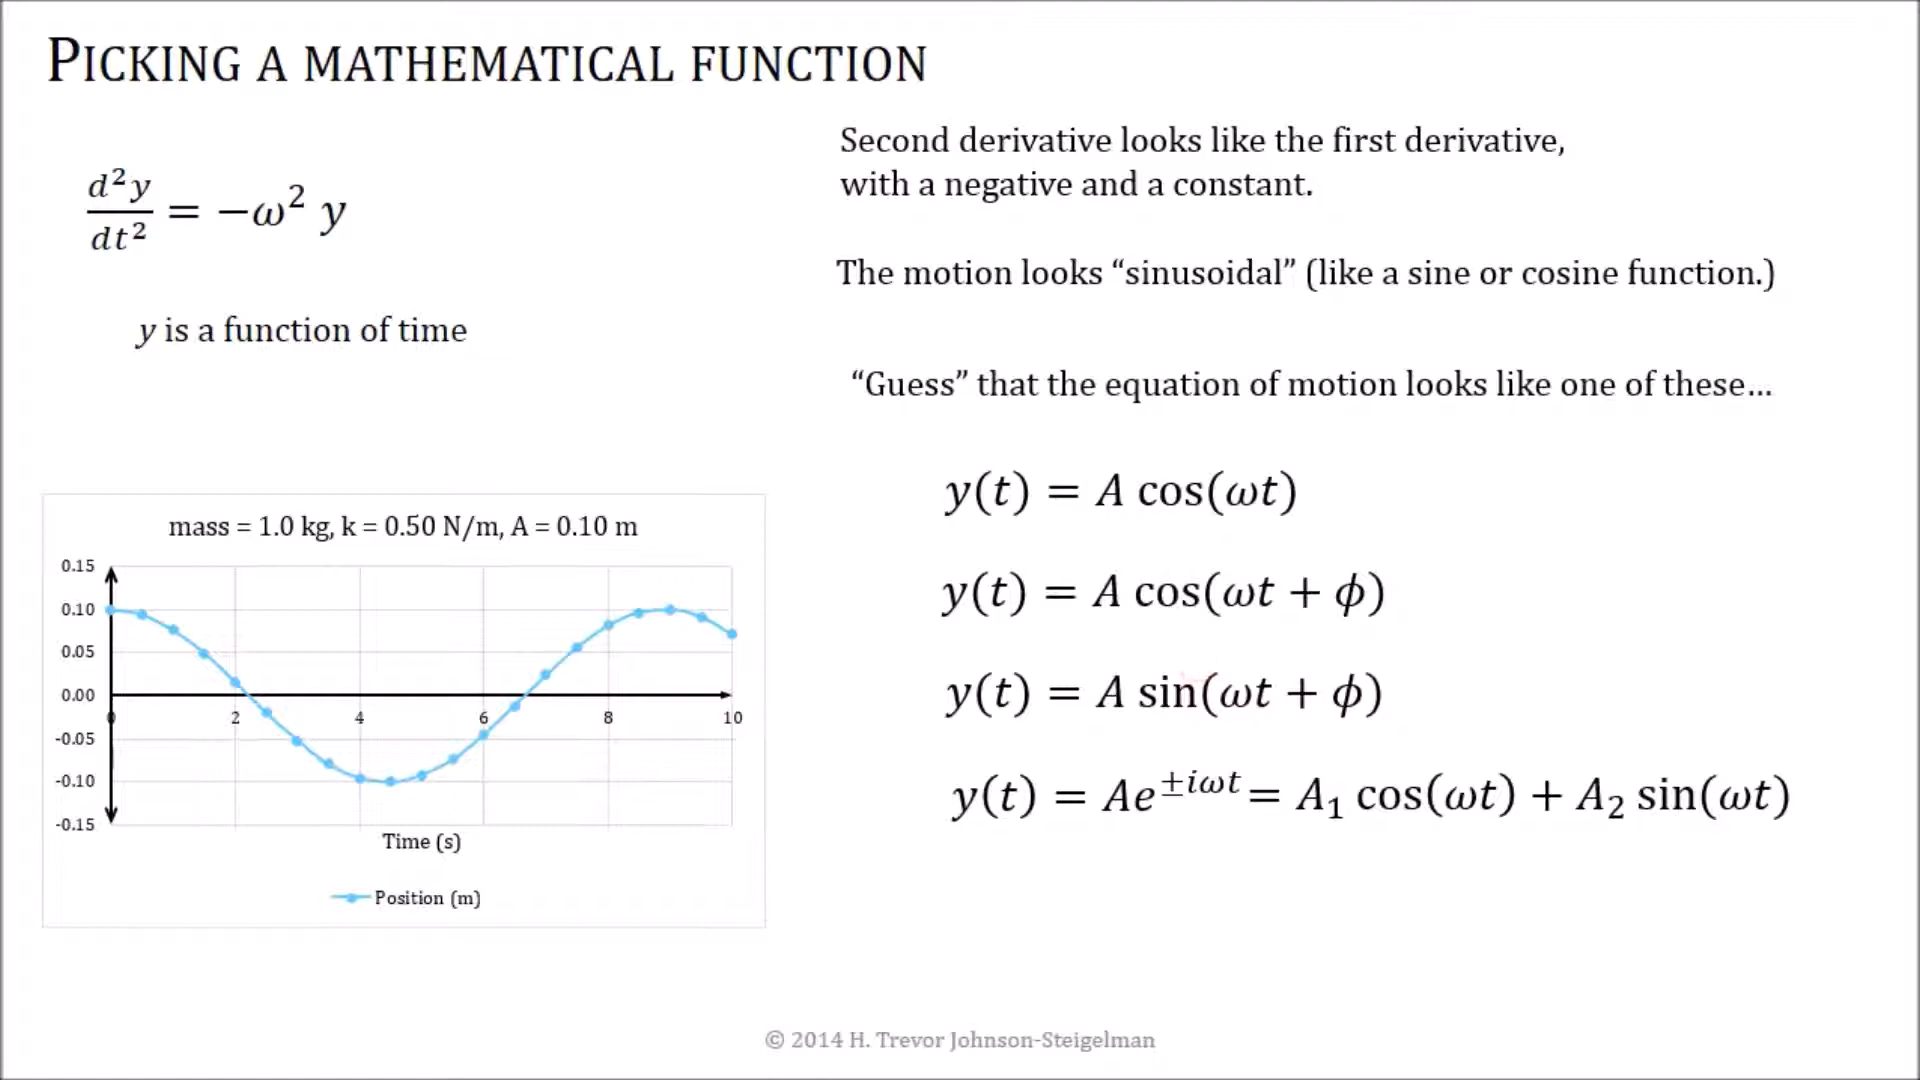 PICKING A MATHEMATICAL FUNCTION
d²y/dt² = −ω² y
y is a function of time
Second derivative looks like the first derivative,
with a negative and a constant.
The motion looks “sinusoidal” (like a sine or cosine function.)
“Guess” that the equation of motion looks like one of these…
y(t) = A cos(ωt)
y(t) = A cos(ωt + ϕ)
y(t) = A sin(ωt + ϕ)
y(t) = Ae^{±iωt} = A₁ cos(ωt) + A₂ sin(ωt)
mass = 1.0 kg, k = 0.50 N/m, A = 0.10 m
0.15
0.10
0.05
0.00
-0.05
-0.10
-0.15
0 2 4 6 8 10
Time (s)
Position (m)
© 2014 H. Trevor Johnson-Steigelman